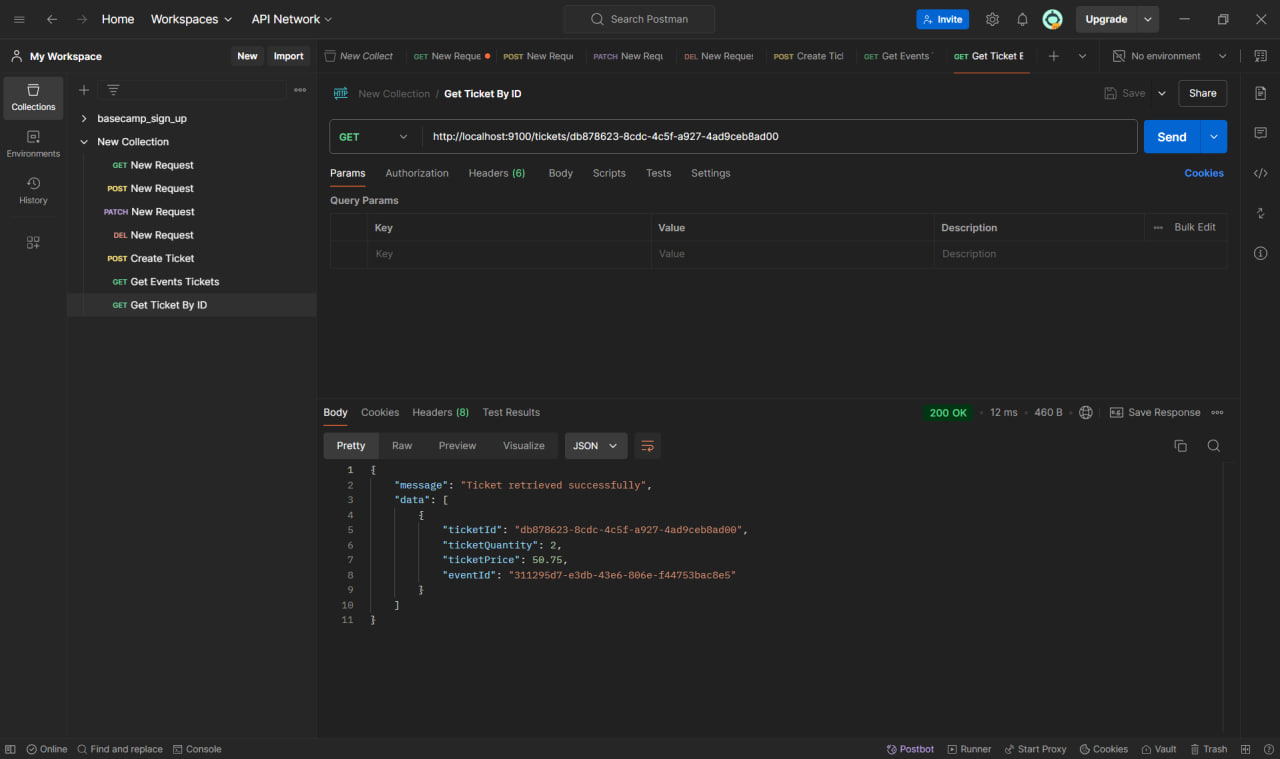 Home Workspaces API Network Search Postman Invite Upgrade
My Workspace New Import New Collect GET New Reque POST New Requ PATCH New Requ DEL New Reques POST Create Tick GET Get Events GET Get Ticket B No environment
Collections
Environments
History
basecamp_sign_up
New Collection
GET New Request
POST New Request
PATCH New Request
DEL New Request
POST Create Ticket
GET Get Events Tickets
GET Get Ticket By ID
HTTP New Collection / Get Ticket By ID Save Share
GET http://localhost:9100/tickets/db878623-8cdc-4c5f-a927-4ad9ceb8ad00 Send
Params Authorization Headers (6) Body Scripts Tests Settings Cookies
Query Params
Key Value Description Bulk Edit
Key Value Description
Body Cookies Headers (8) Test Results 200 OK 12 ms 460 B Save Response
Pretty Raw Preview Visualize JSON
1 {
2 "message": "Ticket retrieved successfully",
3 "data": [
4 {
5 "ticketId": "db878623-8cdc-4c5f-a927-4ad9ceb8ad00",
6 "ticketQuantity": 2,
7 "ticketPrice": 50.75,
8 "eventId": "311295d7-e3db-43e6-806e-f44753bac8e5"
9 }
10 ]
11 }
Online Find and replace Console Postbot Runner Start Proxy Cookies Vault Trash